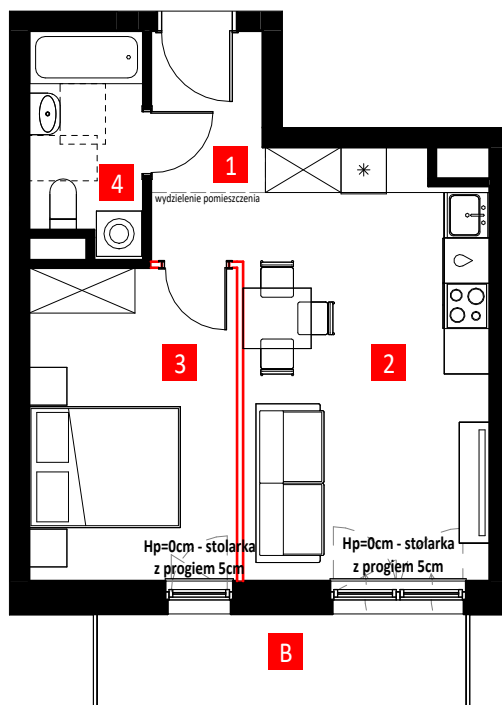 1
4
wydzielenie pomieszczenia
3
2
Hp=0cm - stolarka
z progiem 5cm
Hp=0cm - stolarka
z progiem 5cm
B